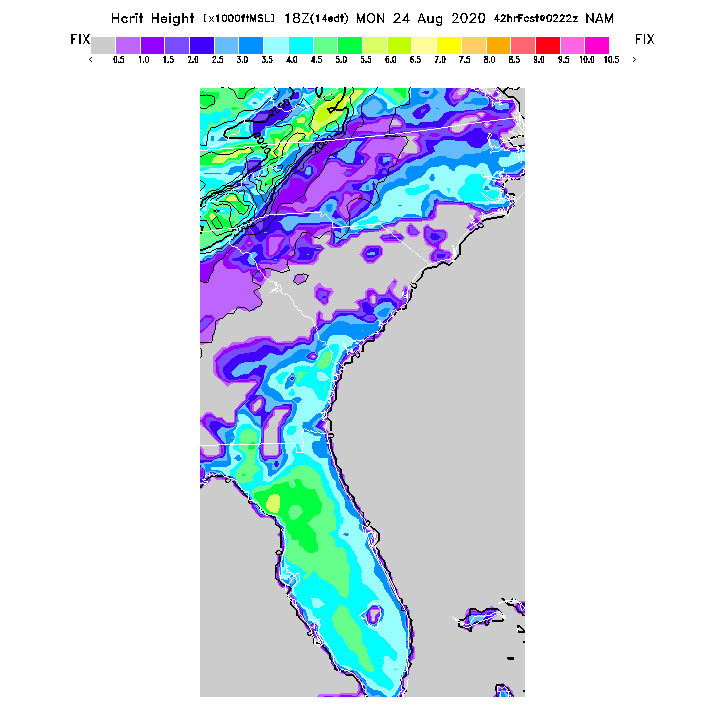 Hcrit Height [x1000ftMSL] 18Z(14edt) MON 24 Aug 2020 42hrFcst@0222z NAM
FIX FIX
< 0.5 1.0 1.5 2.0 2.5 3.0 3.5 4.0 4.5 5.0 5.5 6.0 6.5 7.0 7.5 8.0 8.5 9.0 9.5 10.0 10.5 >